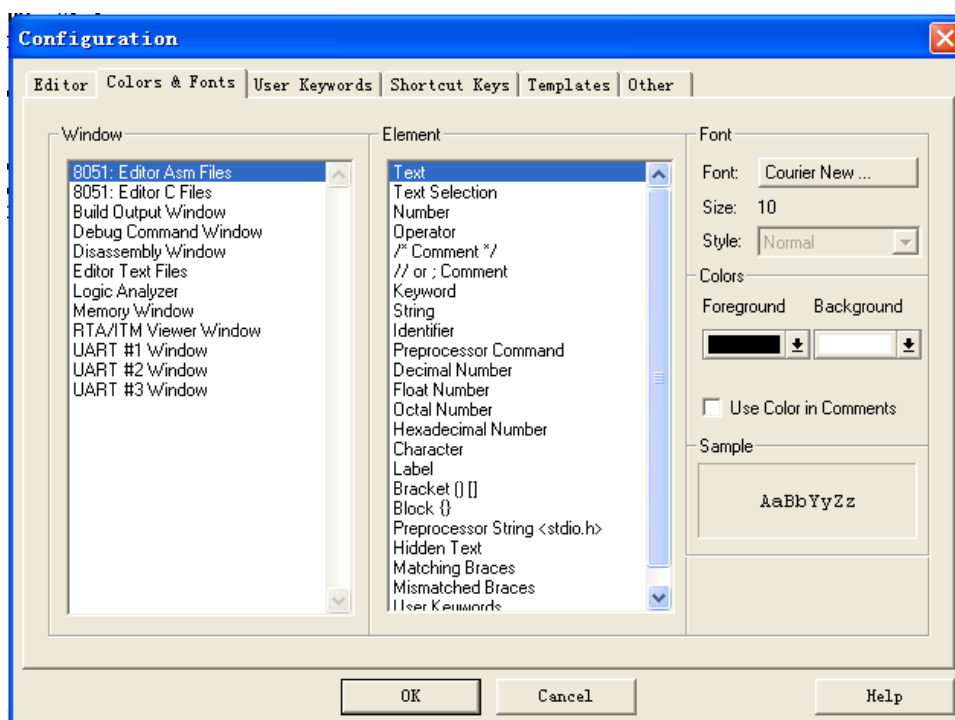 Configuration
Editor Colors & Fonts User Keywords Shortcut Keys Templates Other
Window
8051: Editor Asm Files
8051: Editor C Files
Build Output Window
Debug Command Window
Disassembly Window
Editor Text Files
Logic Analyzer
Memory Window
RTA/ITM Viewer Window
UART #1 Window
UART #2 Window
UART #3 Window
Element
Text
Text Selection
Number
Operator
/* Comment */
// or ; Comment
Keyword
String
Identifier
Preprocessor Command
Decimal Number
Float Number
Octal Number
Hexadecimal Number
Character
Label
Bracket () []
Block {}
Preprocessor String <stdio.h>
Hidden Text
Matching Braces
Mismatched Braces
User Keywords
Font
Font: Courier New ...
Size: 10
Style: Normal
Colors
Foreground Background
Use Color in Comments
Sample
AaBbYyZz
OK Cancel Help